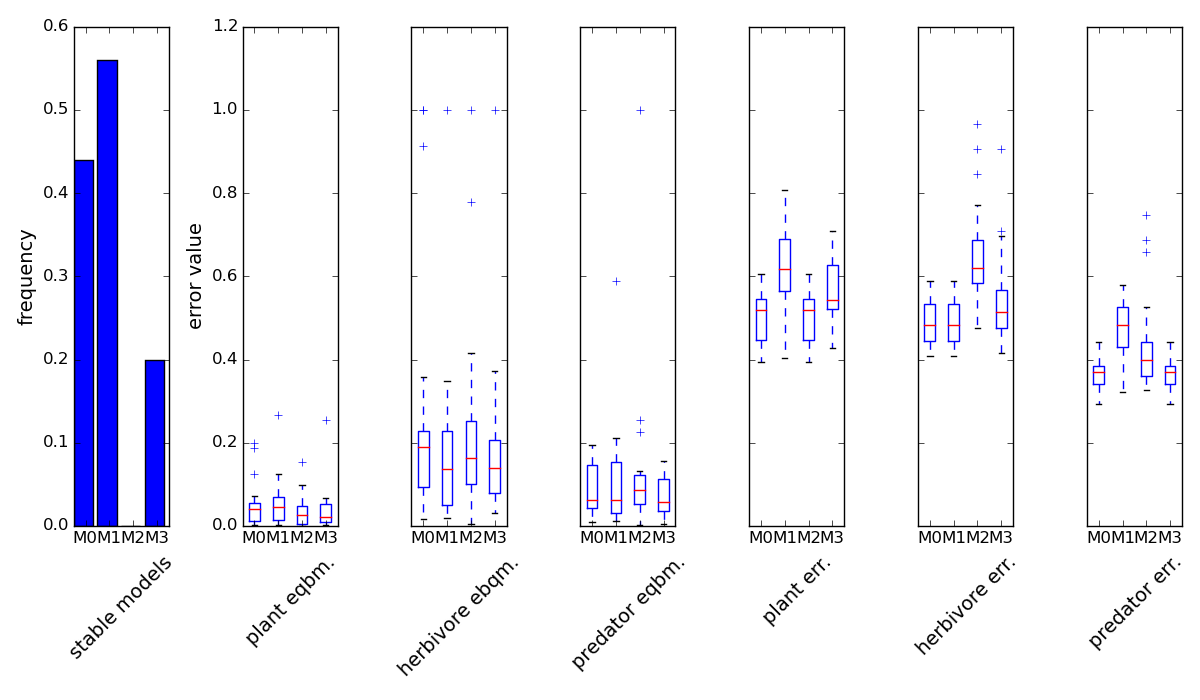 0.6
0.5
0.4
0.3
0.2
0.1
0.0
frequency
M0M1M2M3
stable models
1.2
1.0
0.8
0.6
0.4
0.2
0.0
error value
M0M1M2M3
plant eqbm.
M0M1M2M3
herbivore ebqm.
M0M1M2M3
predator eqbm.
M0M1M2M3
plant err.
M0M1M2M3
herbivore err.
M0M1M2M3
predator err.